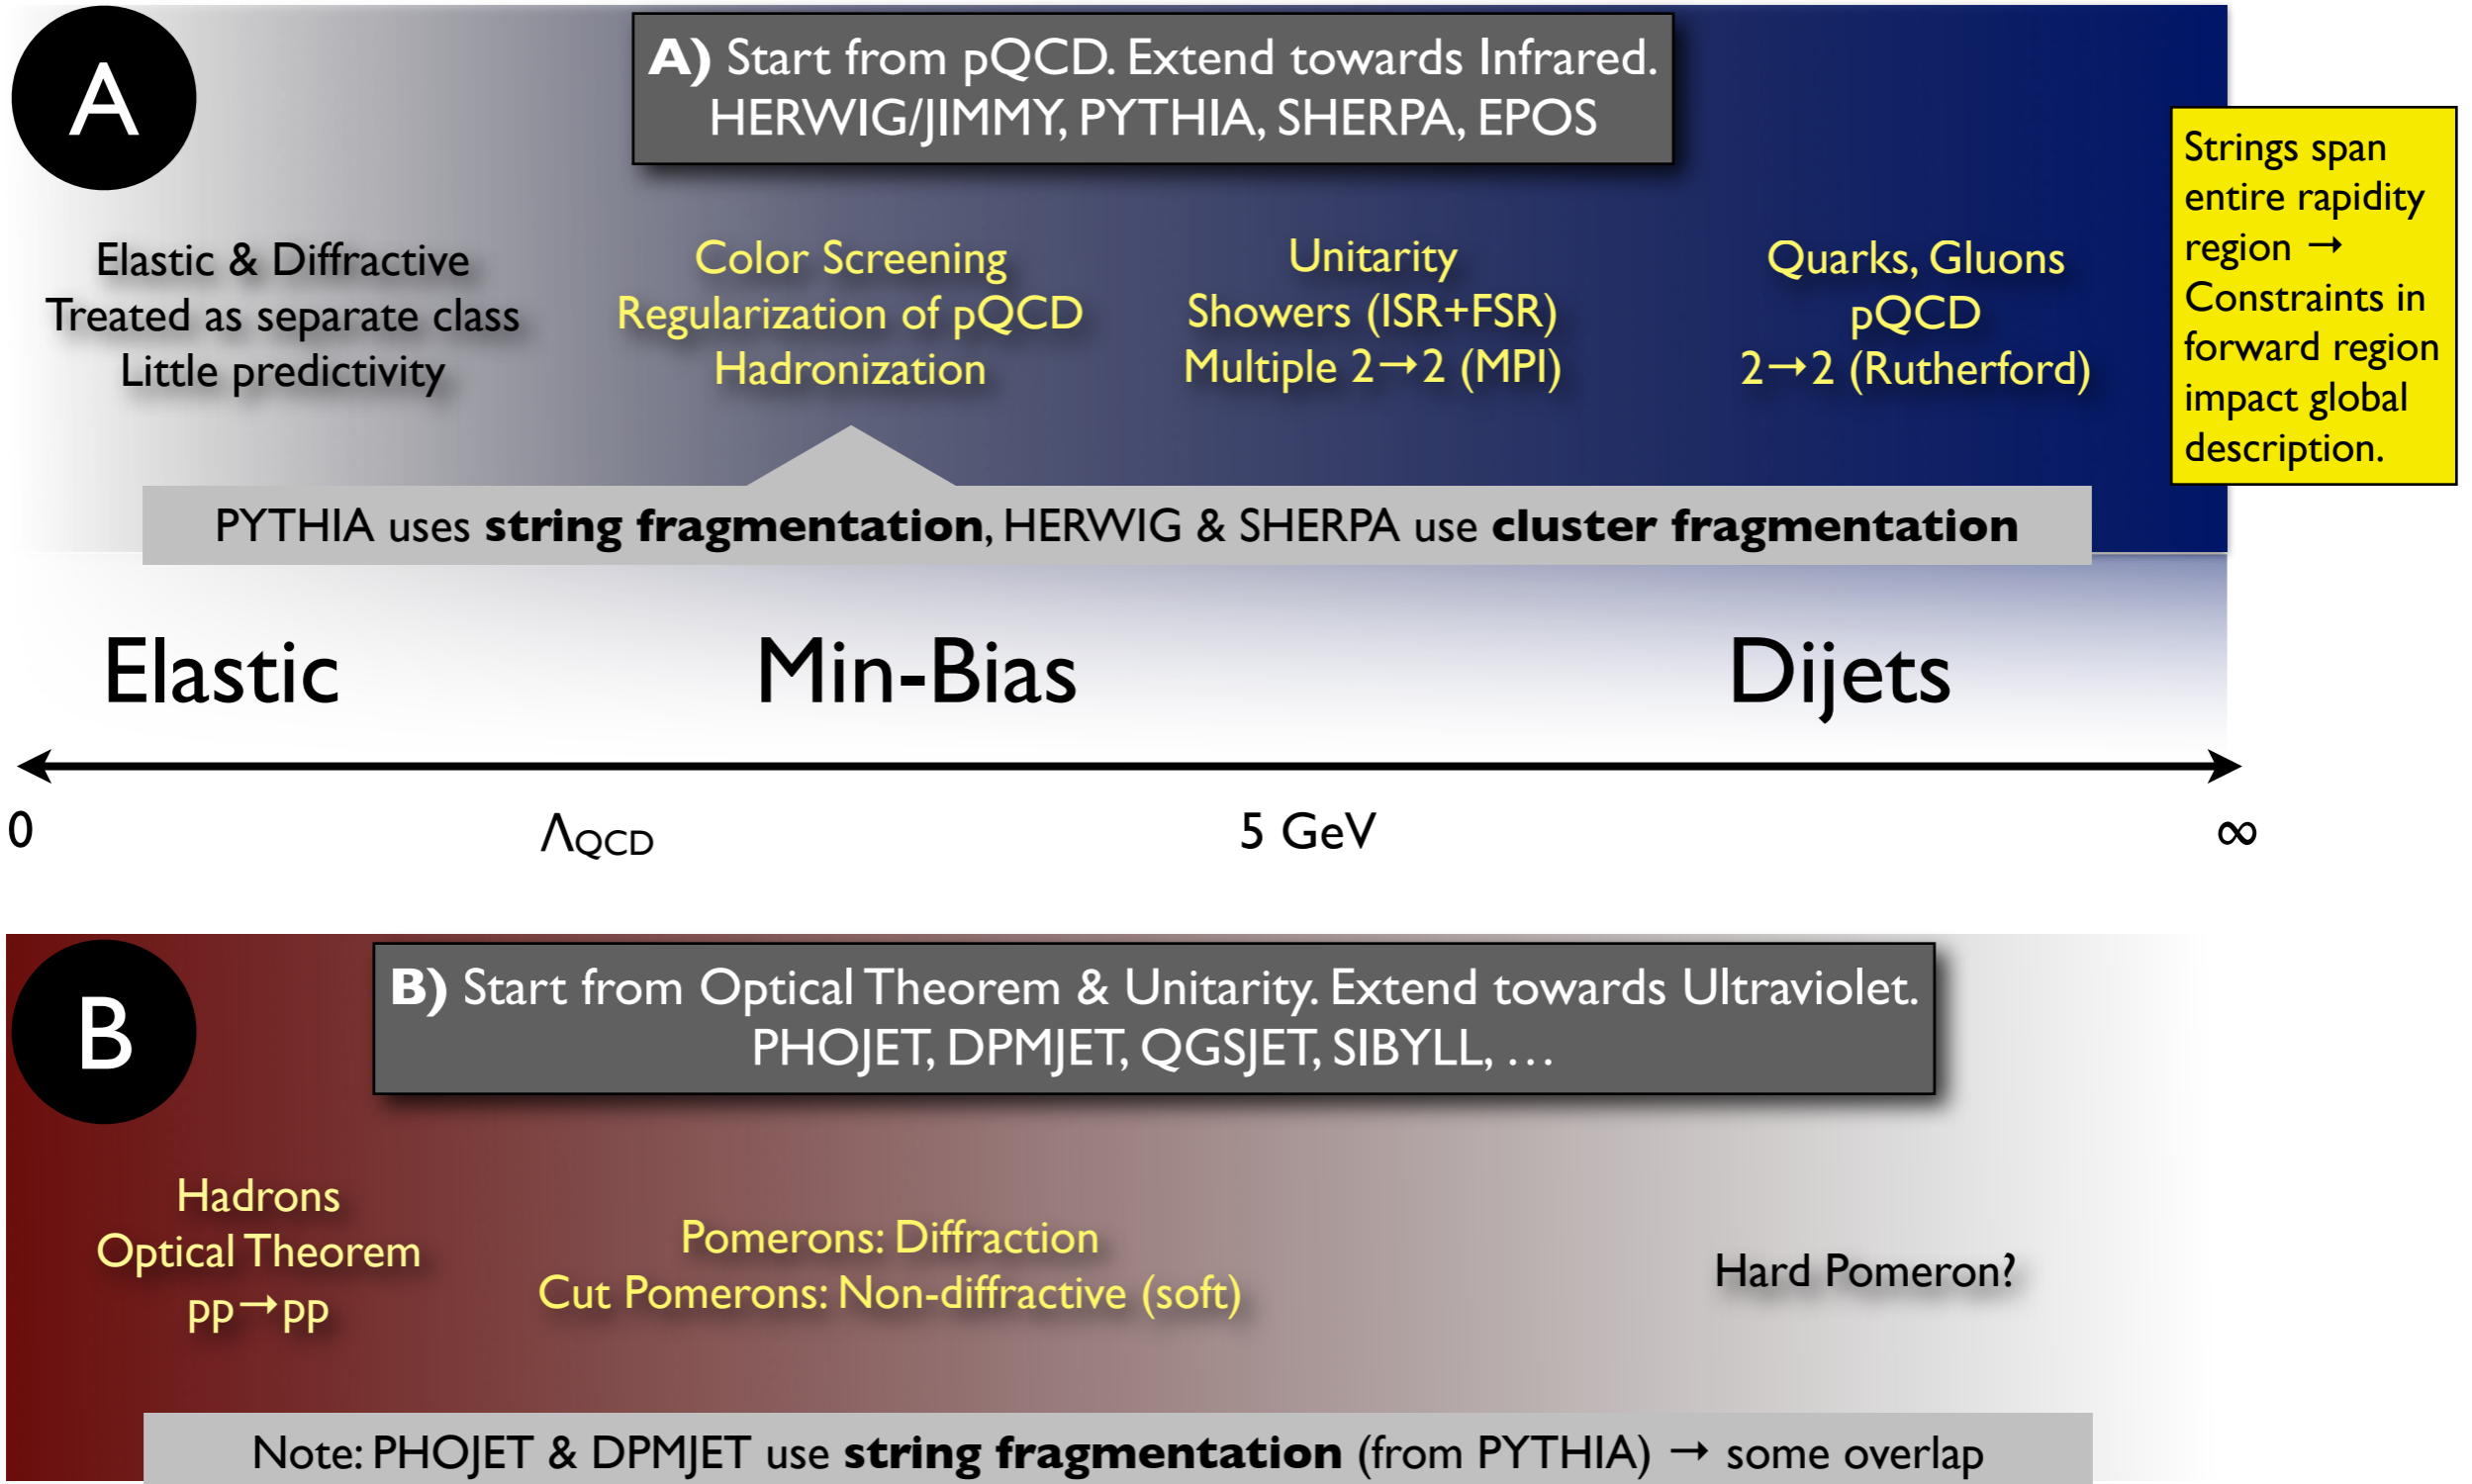 A
A) Start from pQCD. Extend towards Infrared.
HERWIG/JIMMY, PYTHIA, SHERPA, EPOS
Elastic & Diffractive
Treated as separate class
Little predictivity
Color Screening
Regularization of pQCD
Hadronization
Unitarity
Showers (ISR+FSR)
Multiple 2→2 (MPI)
Quarks, Gluons
pQCD
2→2 (Rutherford)
Strings span
entire rapidity
region →
Constraints in
forward region
impact global
description.
PYTHIA uses string fragmentation, HERWIG & SHERPA use cluster fragmentation
Elastic
Min-Bias
Dijets
0
ΛQCD
5 GeV
∞
B
B) Start from Optical Theorem & Unitarity. Extend towards Ultraviolet.
PHOJET, DPMJET, QGSJET, SIBYLL, …
Hadrons
Optical Theorem
pp→pp
Pomerons: Diffraction
Cut Pomerons: Non-diffractive (soft)
Hard Pomeron?
Note: PHOJET & DPMJET use string fragmentation (from PYTHIA) → some overlap